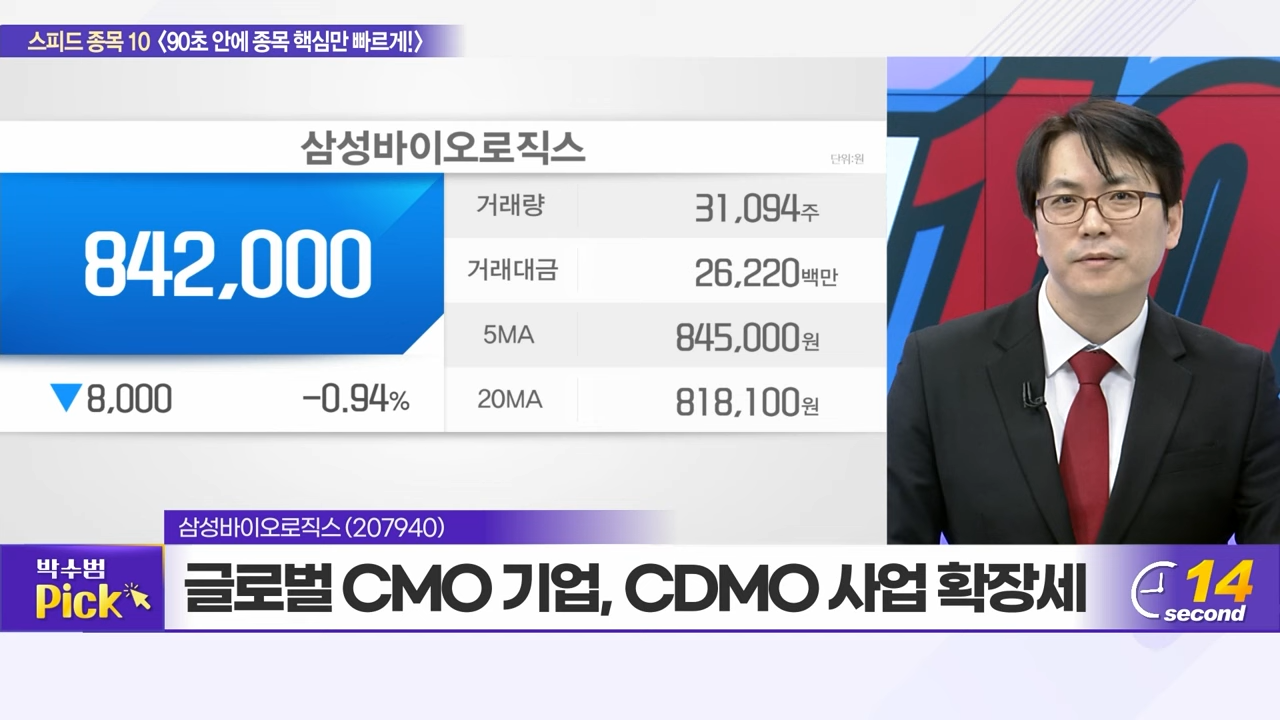 스피드 종목 10 〈90초 안에 종목 핵심만 빠르게!〉
삼성바이오로직스
단위:원
842,000
▼8,000 -0.94%
거래량 31,094주
거래대금 26,220백만
5MA 845,000원
20MA 818,100원
10
삼성바이오로직스(207940)
박수범
Pick
글로벌 CMO 기업, CDMO 사업 확장세
14
second